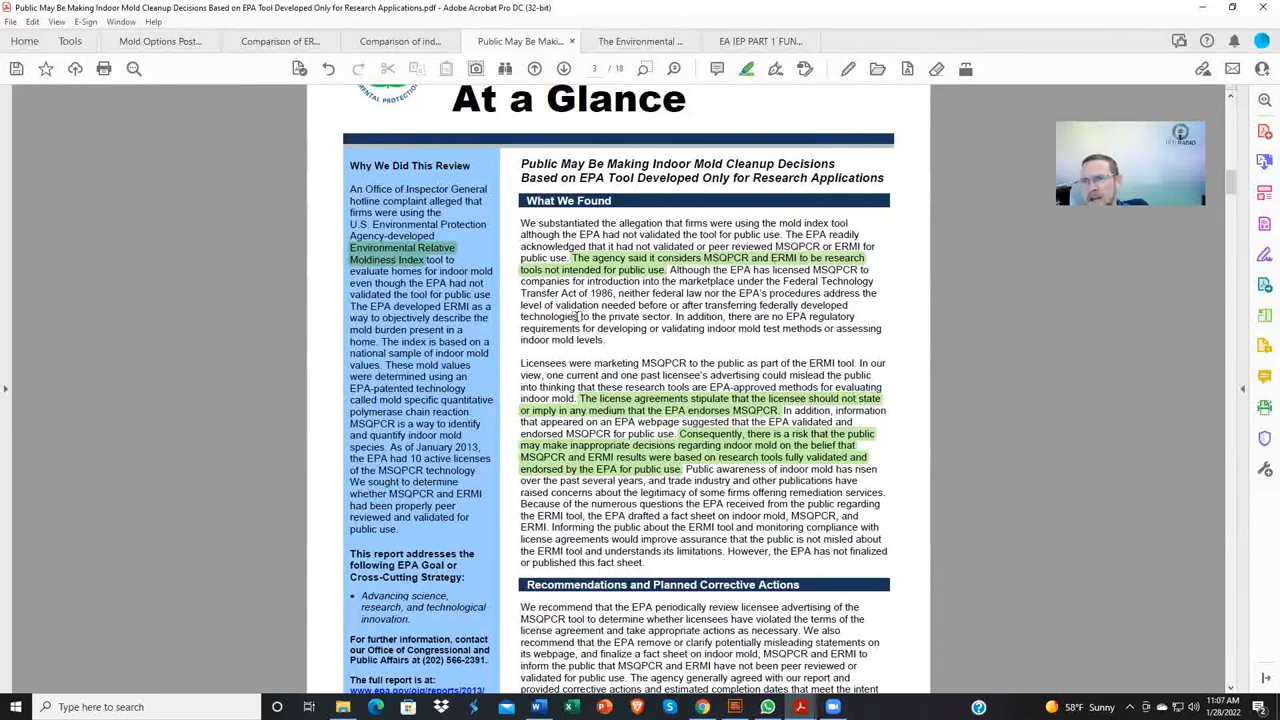 Public May Be Making Indoor Mold Cleanup Decisions Based on EPA Tool Developed Only for Research Applications.pdf - Adobe Acrobat Pro DC (32-bit)
File Edit View E-Sign Window Help
Home Tools Mold Options Post... Comparison of ER... Comparison of ind... Public May Be Maki... × The Environmental ... EA IEP PART 1 FUN...
3 / 18
MENTAL PROTECTION
At a Glance
Why We Did This Review
An Office of Inspector General
hotline complaint alleged that
firms were using the
U.S. Environmental Protection
Agency-developed
Environmental Relative
Moldiness Index tool to
evaluate homes for indoor mold
even though the EPA had not
validated the tool for public use
The EPA developed ERMI as a
way to objectively describe the
mold burden present in a
home. The index is based on a
national sample of indoor mold
values. These mold values
were determined using an
EPA-patented technology
called mold specific quantitative
polymerase chain reaction
MSQPCR is a way to identify
and quantify indoor mold
species. As of January 2013,
the EPA had 10 active licenses
of the MSQPCR technology
We sought to determine
whether MSQPCR and ERMI
had been properly peer
reviewed and validated for
public use.
This report addresses the
following EPA Goal or
Cross-Cutting Strategy:
• Advancing science,
research, and technological
innovation.
For further information, contact
our Office of Congressional and
Public Affairs at (202) 566-2391.
The full report is at:
www.epa.gov/oig/reports/2013/
Public May Be Making Indoor Mold Cleanup Decisions
Based on EPA Tool Developed Only for Research Applications
What We Found
We substantiated the allegation that firms were using the mold index tool
although the EPA had not validated the tool for public use. The EPA readily
acknowledged that it had not validated or peer reviewed MSQPCR or ERMI for
public use. The agency said it considers MSQPCR and ERMI to be research
tools not intended for public use. Although the EPA has licensed MSQPCR to
companies for introduction into the marketplace under the Federal Technology
Transfer Act of 1986, neither federal law nor the EPA's procedures address the
level of validation needed before or after transferring federally developed
technologies to the private sector. In addition, there are no EPA regulatory
requirements for developing or validating indoor mold test methods or assessing
indoor mold levels.
Licensees were marketing MSQPCR to the public as part of the ERMI tool. In our
view, one current and one past licensee's advertising could mislead the public
into thinking that these research tools are EPA-approved methods for evaluating
indoor mold. The license agreements stipulate that the licensee should not state
or imply in any medium that the EPA endorses MSQPCR. In addition, information
that appeared on an EPA webpage suggested that the EPA validated and
endorsed MSQPCR for public use. Consequently, there is a risk that the public
may make inappropriate decisions regarding indoor mold on the belief that
MSQPCR and ERMI results were based on research tools fully validated and
endorsed by the EPA for public use. Public awareness of indoor mold has risen
over the past several years, and trade industry and other publications have
raised concerns about the legitimacy of some firms offering remediation services.
Because of the numerous questions the EPA received from the public regarding
the ERMI tool, the EPA drafted a fact sheet on indoor mold, MSQPCR, and
ERMI. Informing the public about the ERMI tool and monitoring compliance with
license agreements would improve assurance that the public is not misled about
the ERMI tool and understands its limitations. However, the EPA has not finalized
or published this fact sheet.
Recommendations and Planned Corrective Actions
We recommend that the EPA periodically review licensee advertising of the
MSQPCR tool to determine whether licensees have violated the terms of the
license agreement and take appropriate actions as necessary. We also
recommend that the EPA remove or clarify potentially misleading statements on
its webpage, and finalize a fact sheet on indoor mold, MSQPCR and ERMI to
inform the public that MSQPCR and ERMI have not been peer reviewed or
validated for public use. The agency generally agreed with our report and
provided corrective actions and estimated completion dates that meet the intent
RADIO
Type here to search
58°F Sunny
11:07 AM
1/28/2022